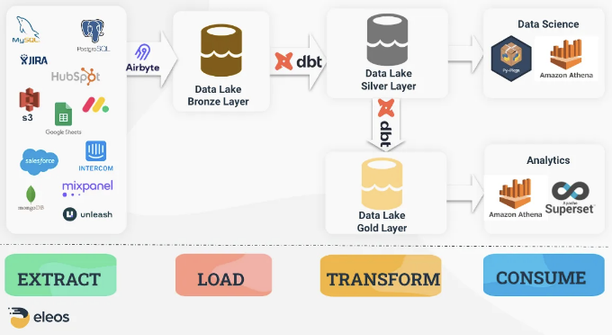 MySQL
PostgreSQL
JIRA
HubSpot
S3
Google Sheets
salesforce
INTERCOM
mongoDB
mixpanel
unleash
Airbyte
Data Lake
Bronze Layer
dbt
Data Lake
Silver Layer
dbt
Data Lake
Gold Layer
Data Science
Amazon Athena
Analytics
Amazon Athena
Superset
EXTRACT
LOAD
TRANSFORM
CONSUME
eleos